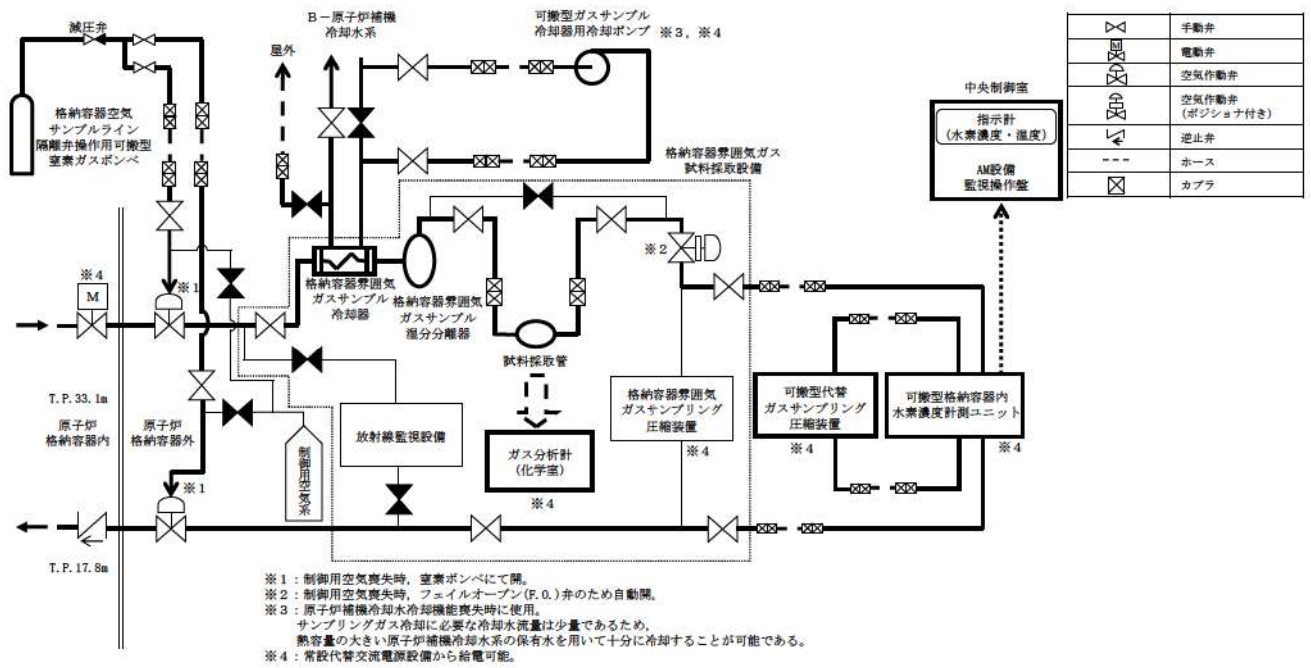 減圧弁
格納容器空気
サンプルライン
隔離弁操作用可搬型
窒素ガスボンベ
屋外
B－原子炉補機
冷却水系
可搬型ガスサンプル
冷却器用冷却ポンプ ※3，※4
格納容器雰囲気ガス
試料採取設備
中央制御室
指示計
(水素濃度・湿度)
AM設備
監視操作盤
M
手動弁
電動弁
空気作動弁
空気作動弁
(ポジショナ付き)
逆止弁
ホース
カプラ
※4
M
※1
※2
格納容器雰囲気
ガスサンプル
冷却器
格納容器雰囲気
ガスサンプル
湿分分離器
試料採取管
T.P.33.1m
原子炉
格納容器内
原子炉
格納容器外
※1
制御用空気系
放射線監視設備
ガス分析計
(化学室)
※4
格納容器雰囲気
ガスサンプリング
圧縮装置
※4
可搬型代替
ガスサンプリング
圧縮装置
※4
可搬型格納容器内
水素濃度計測ユニット
※4
T.P.17.8m
※1：制御用空気喪失時，窒素ボンベにて開。
※2：制御用空気喪失時，フェイルオープン(F.O.)弁のため自動開。
※3：原子炉補機冷却水冷却機能喪失時に使用。
サンプリングガス冷却に必要な冷却水流量は少量であるため，
熱容量の大きい原子炉補機冷却水系の保有水を用いて十分に冷却することが可能である。
※4：常設代替交流電源設備から給電可能。